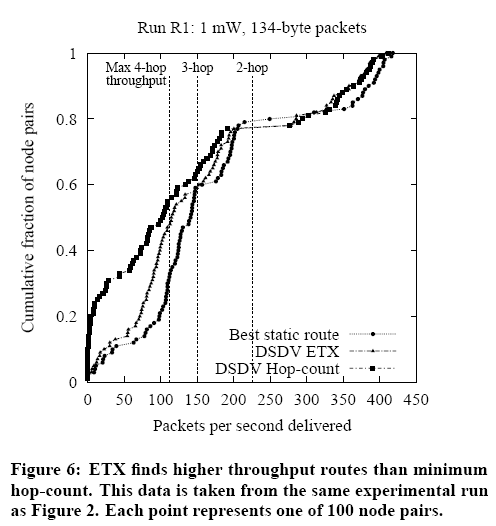 Run R1: 1 mW, 134-byte packets
Max 4-hop throughput
3-hop
2-hop
1
0.8
0.6
0.4
0.2
0
Cumulative fraction of node pairs
Best static route
DSDV ETX
DSDV Hop-count
0 50 100 150 200 250 300 350 400 450
Packets per second delivered
Figure 6: ETX finds higher throughput routes than minimum
hop-count. This data is taken from the same experimental run
as Figure 2. Each point represents one of 100 node pairs.